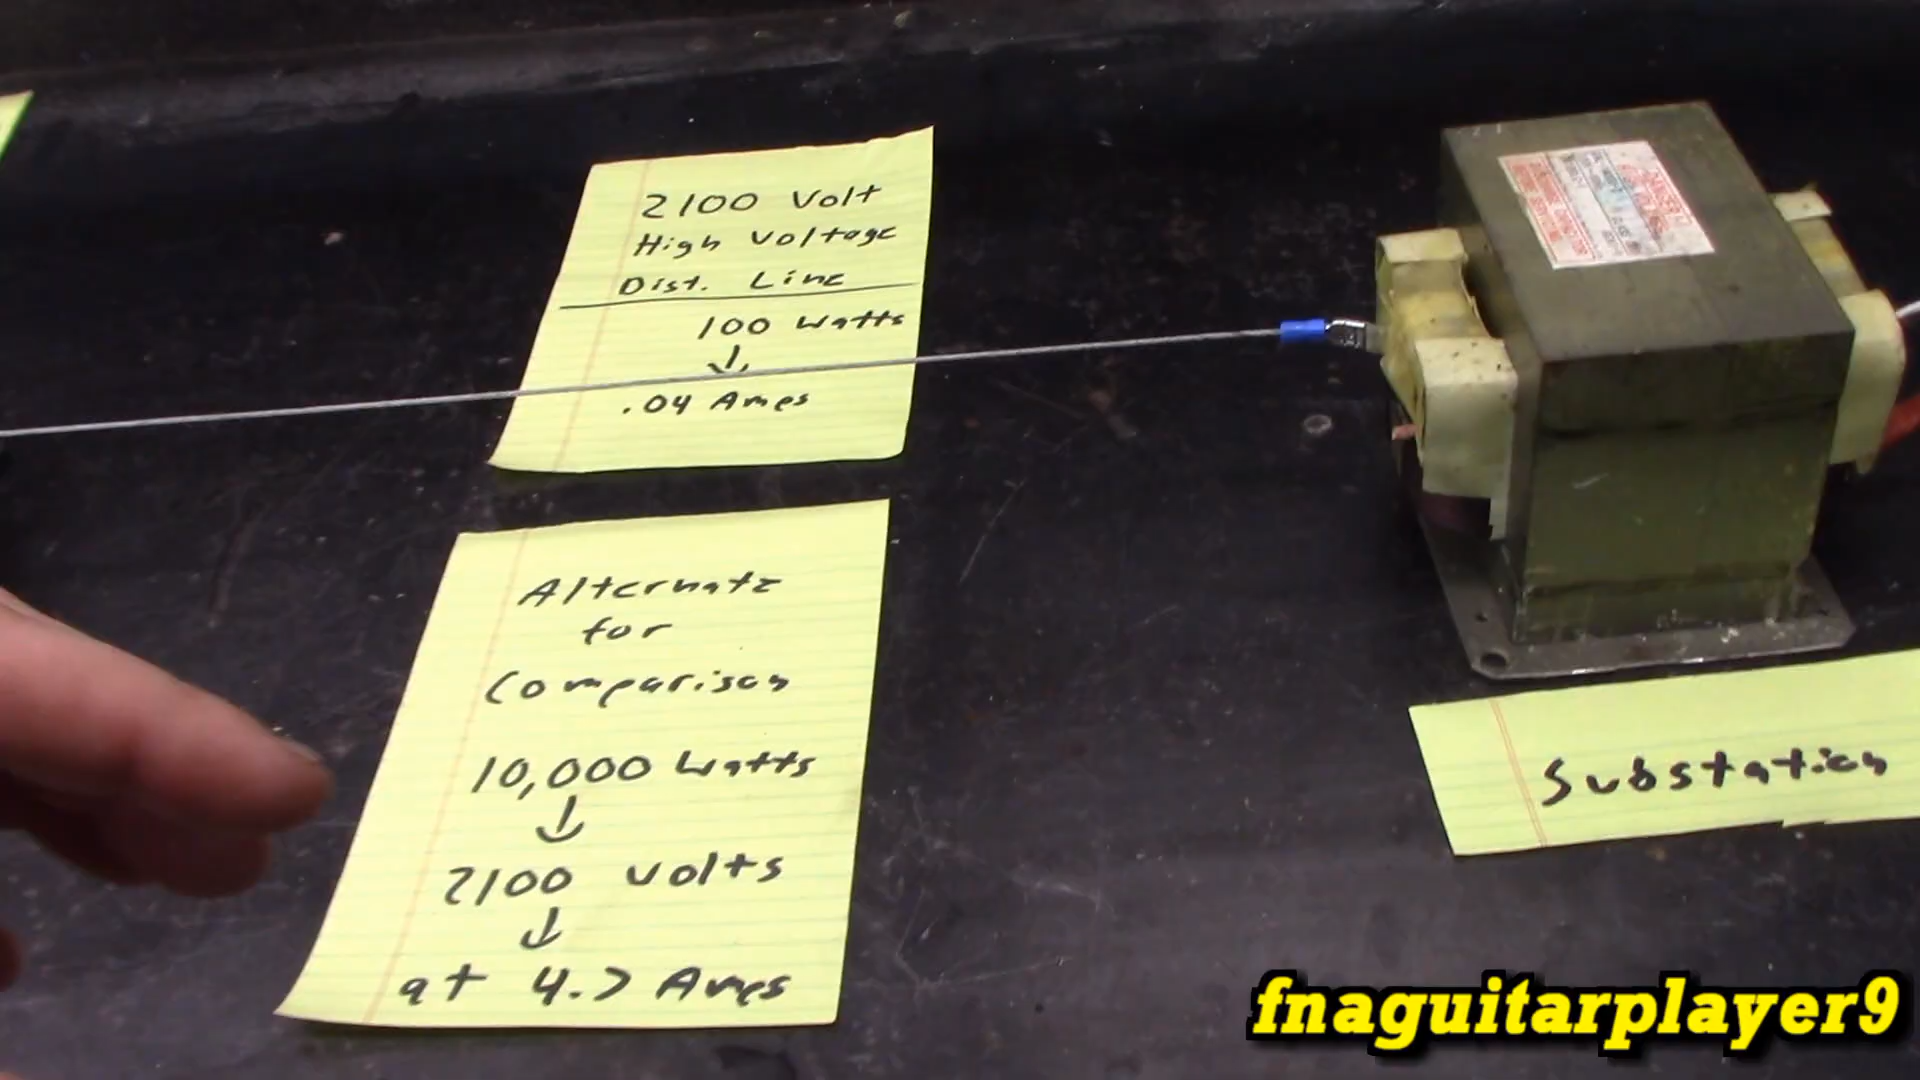 2100 Volt
High Voltage
Dist. Line
100 Watts
.04 Amps
Alternate
for
Comparison
10,000 Watts
2100 volts
at 4.7 Amps
Substation
fnaguitarplayer9